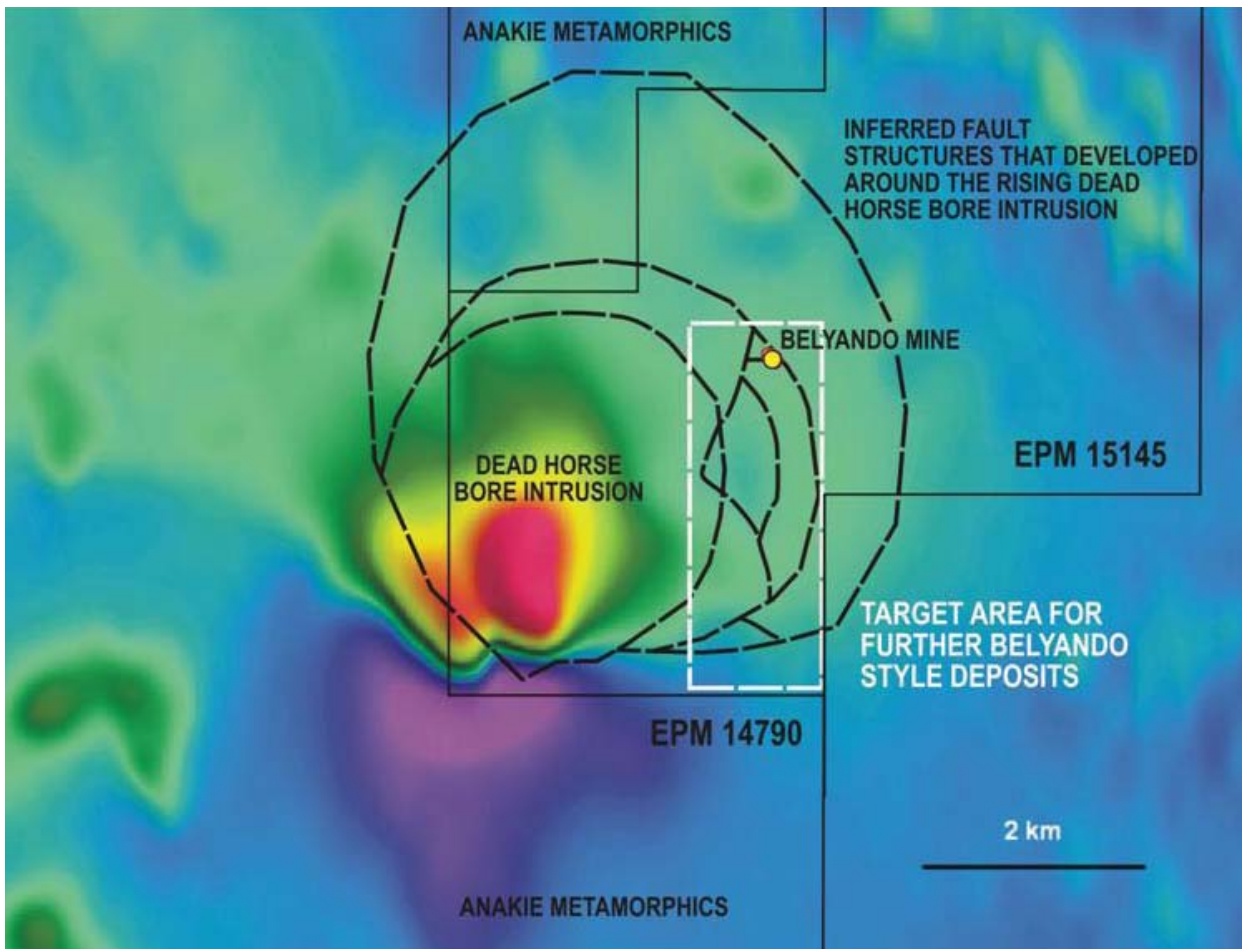 ANAKIE METAMORPHICS
INFERRED FAULT
STRUCTURES THAT DEVELOPED
AROUND THE RISING DEAD
HORSE BORE INTRUSION
BELYANDO MINE
EPM 15145
DEAD HORSE
BORE INTRUSION
TARGET AREA FOR
FURTHER BELYANDO
STYLE DEPOSITS
EPM 14790
2 km
ANAKIE METAMORPHICS